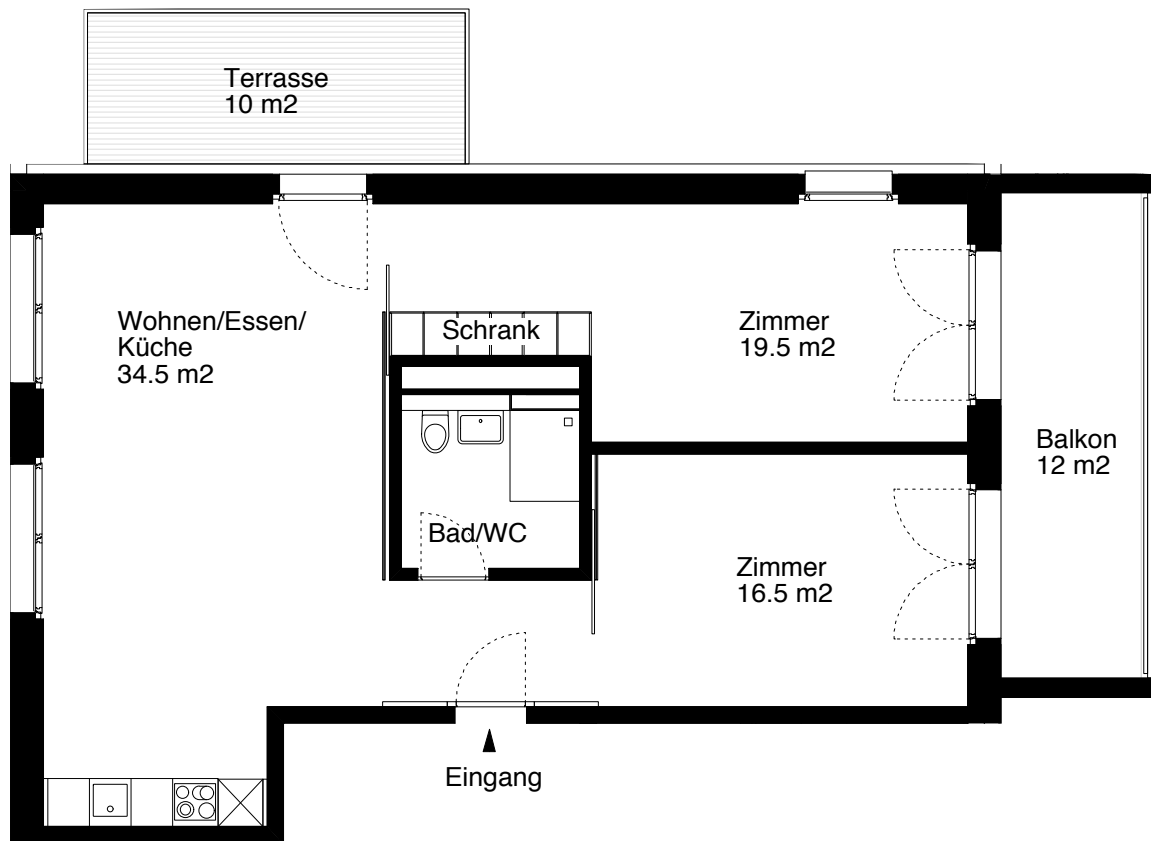 Terrasse
10 m2
Wohnen/Essen/
Küche
34.5 m2
Schrank
Zimmer
19.5 m2
Balkon
12 m2
Bad/WC
Zimmer
16.5 m2
Eingang